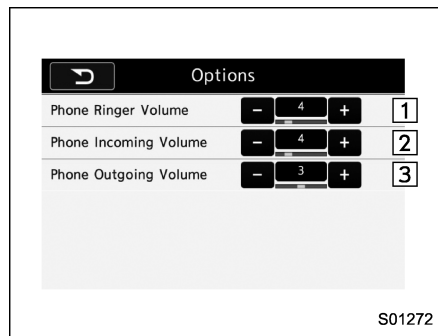 Options
Phone Ringer Volume − 4 + 1
Phone Incoming Volume − 4 + 2
Phone Outgoing Volume − 3 + 3
S01272